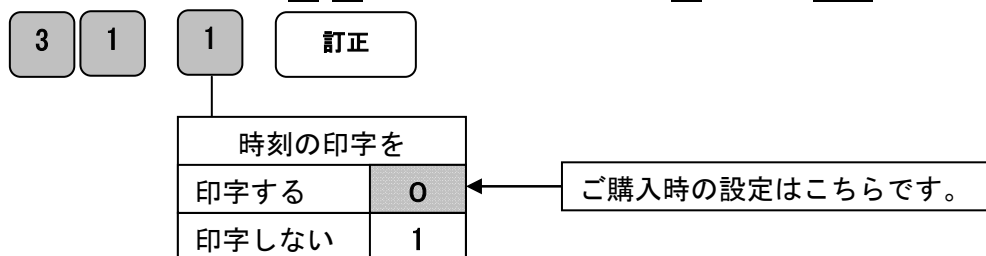 3 1 1 訂正
時刻の印字を
印字する 0 ご購入時の設定はこちらです。
印字しない 1